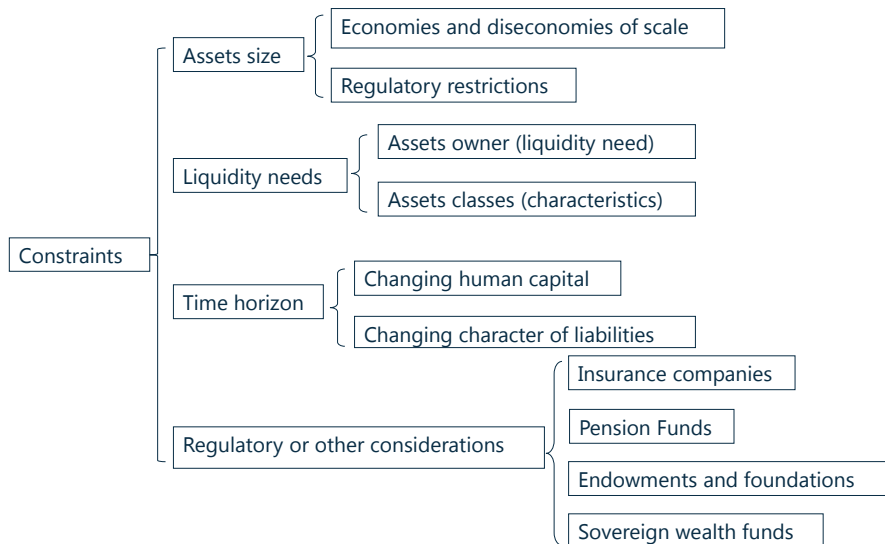 Economies and diseconomies of scale
Assets size
Regulatory restrictions
Assets owner (liquidity need)
Liquidity needs
Assets classes (characteristics)
Constraints
Changing human capital
Time horizon
Changing character of liabilities
Insurance companies
Pension Funds
Regulatory or other considerations
Endowments and foundations
Sovereign wealth funds